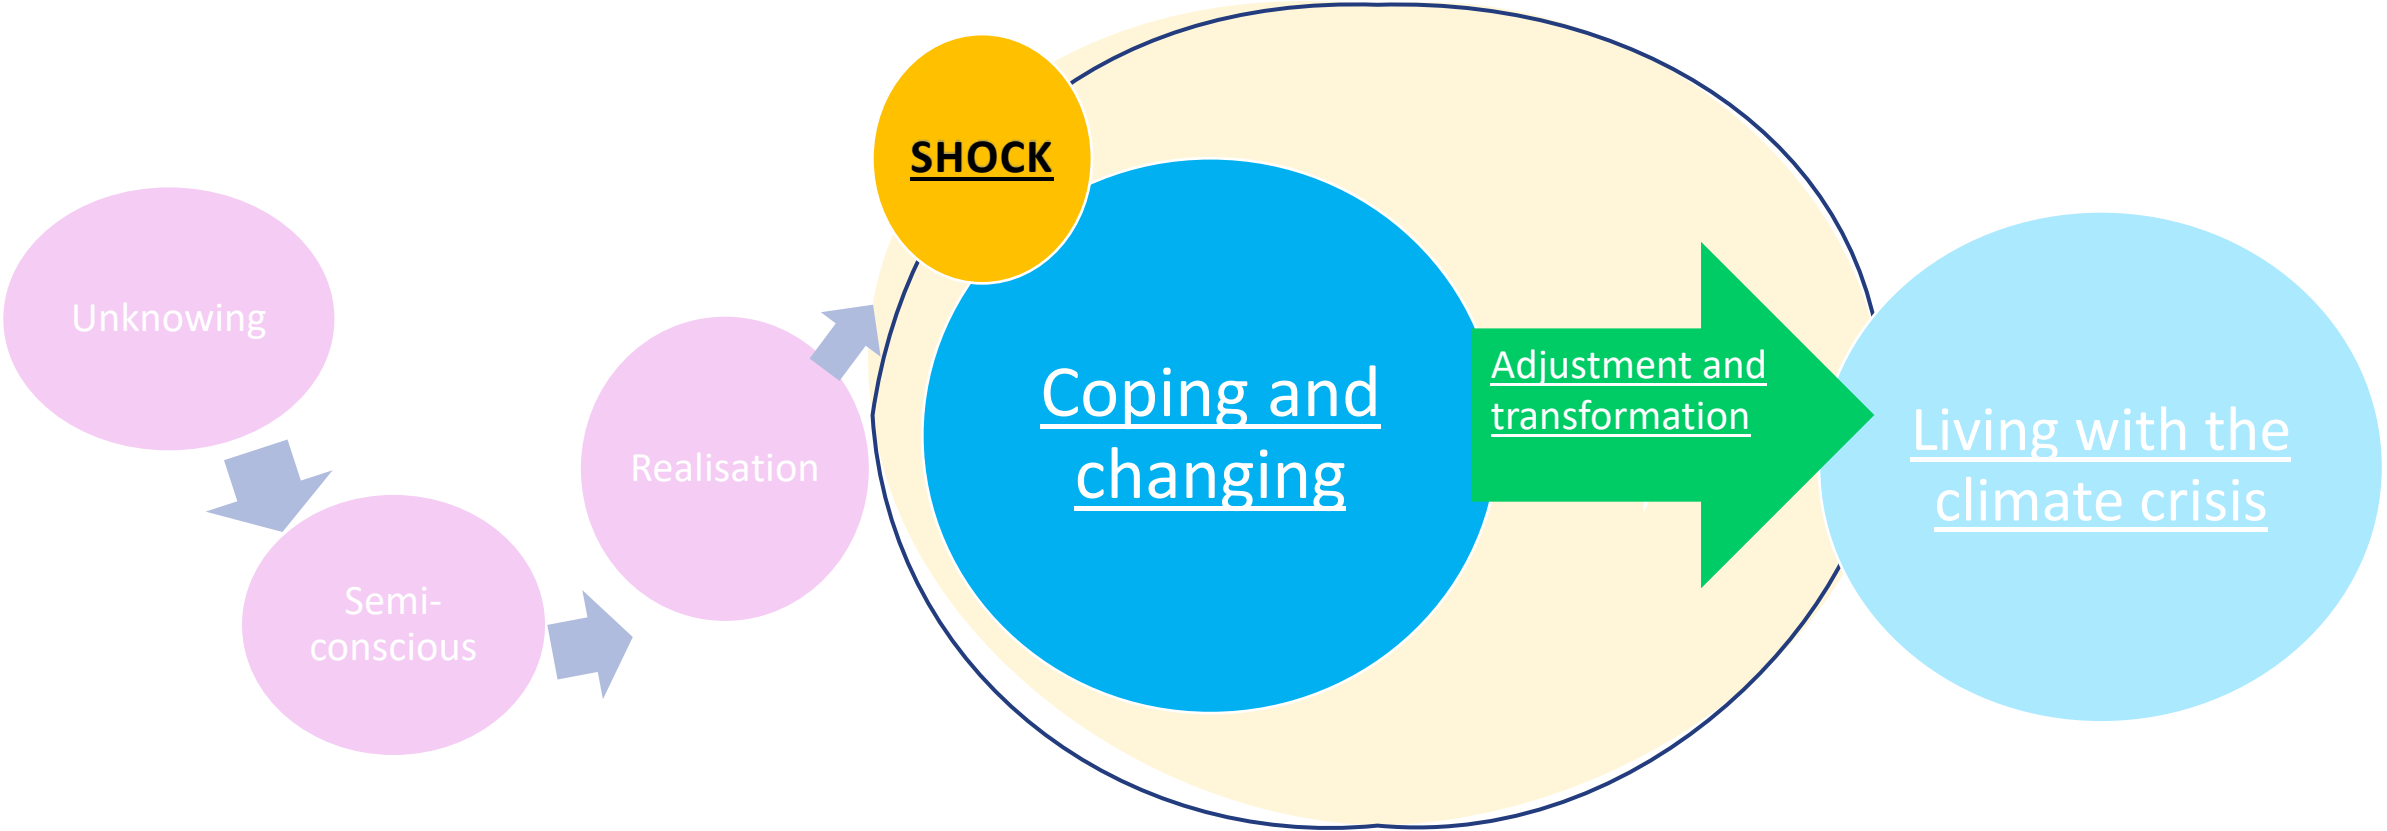 Unknowing
Semi-
conscious
Realisation
SHOCK
Coping and
changing
Adjustment and
transformation
Living with the
climate crisis